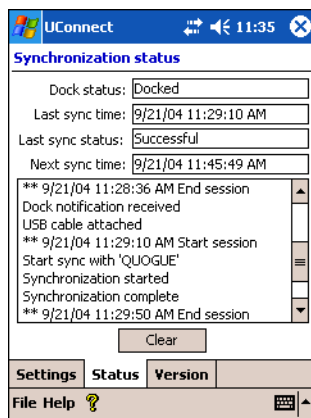 UConnect 11:35
Synchronization status
Dock status: Docked
Last sync time: 9/21/04 11:29:10 AM
Last sync status: Successful
Next sync time: 9/21/04 11:45:49 AM
** 9/21/04 11:28:36 AM End session
Dock notification received
USB cable attached
** 9/21/04 11:29:10 AM Start session
Start sync with 'QUOGUE'
Synchronization started
Synchronization complete
** 9/21/04 11:29:50 AM End session
Clear
Settings Status Version
File Help ?